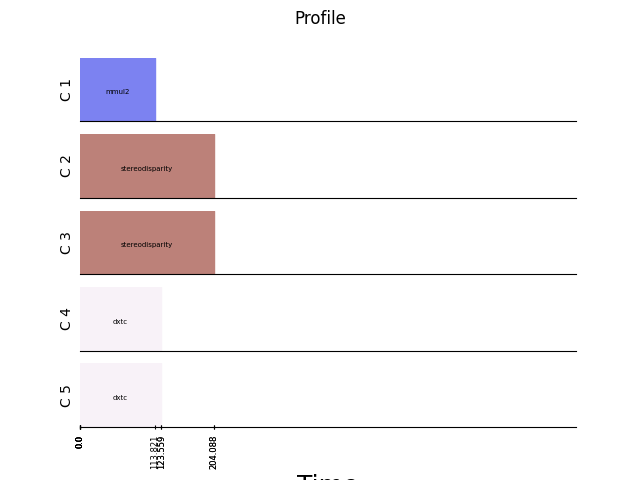 Profile
C 1
mmul2
C 2
stereodisparity
C 3
stereodisparity
C 4
dxtc
C 5
dxtc
0.0
113.821
123.559
204.088
Time